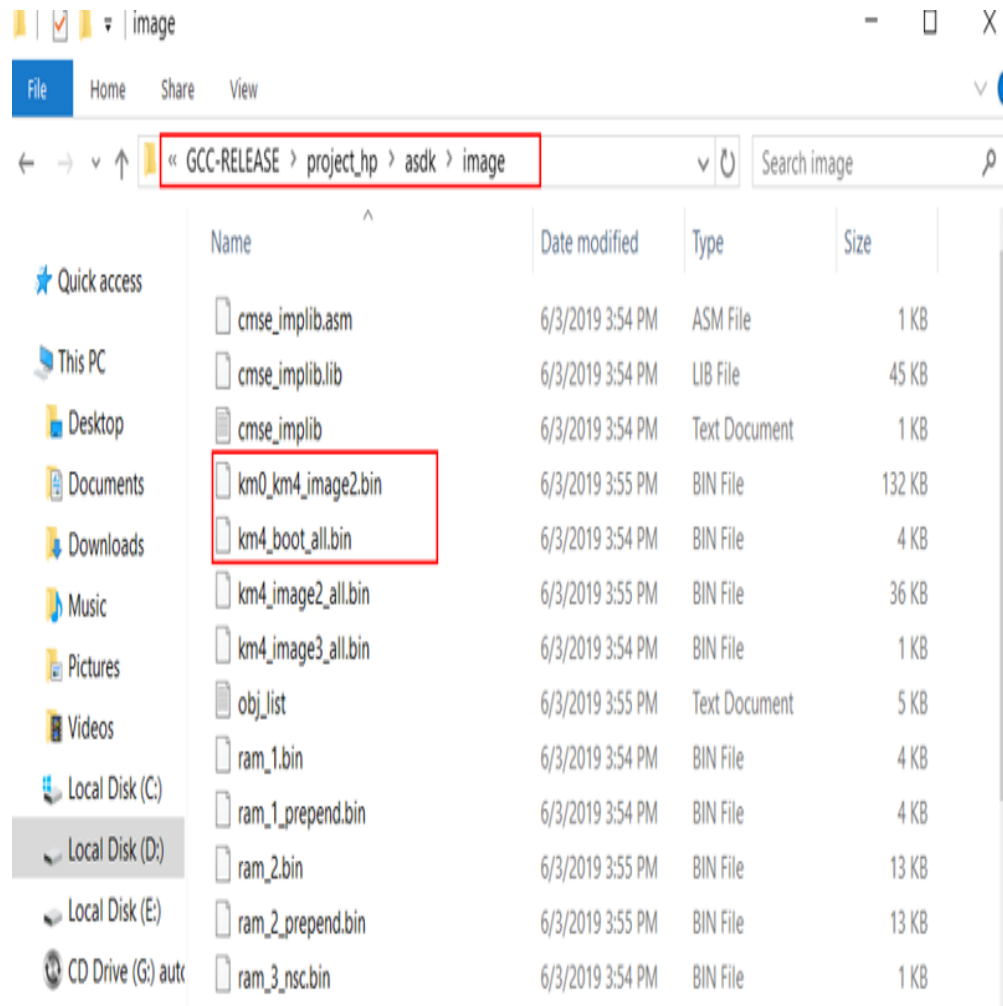 image
File Home Share View
« GCC-RELEASE > project_hp > asdk > image
Search image
Name Date modified Type Size
Quick access
This PC
Desktop
Documents
Downloads
Music
Pictures
Videos
Local Disk (C:)
Local Disk (D:)
Local Disk (E:)
CD Drive (G:) auto
cmse_implib.asm 6/3/2019 3:54 PM ASM File 1 KB
cmse_implib.lib 6/3/2019 3:54 PM LIB File 45 KB
cmse_implib 6/3/2019 3:54 PM Text Document 1 KB
km0_km4_image2.bin 6/3/2019 3:55 PM BIN File 132 KB
km4_boot_all.bin 6/3/2019 3:54 PM BIN File 4 KB
km4_image2_all.bin 6/3/2019 3:55 PM BIN File 36 KB
km4_image3_all.bin 6/3/2019 3:54 PM BIN File 1 KB
obj_list 6/3/2019 3:55 PM Text Document 5 KB
ram_1.bin 6/3/2019 3:54 PM BIN File 4 KB
ram_1_prepend.bin 6/3/2019 3:54 PM BIN File 4 KB
ram_2.bin 6/3/2019 3:55 PM BIN File 13 KB
ram_2_prepend.bin 6/3/2019 3:55 PM BIN File 13 KB
ram_3_nsc.bin 6/3/2019 3:54 PM BIN File 1 KB